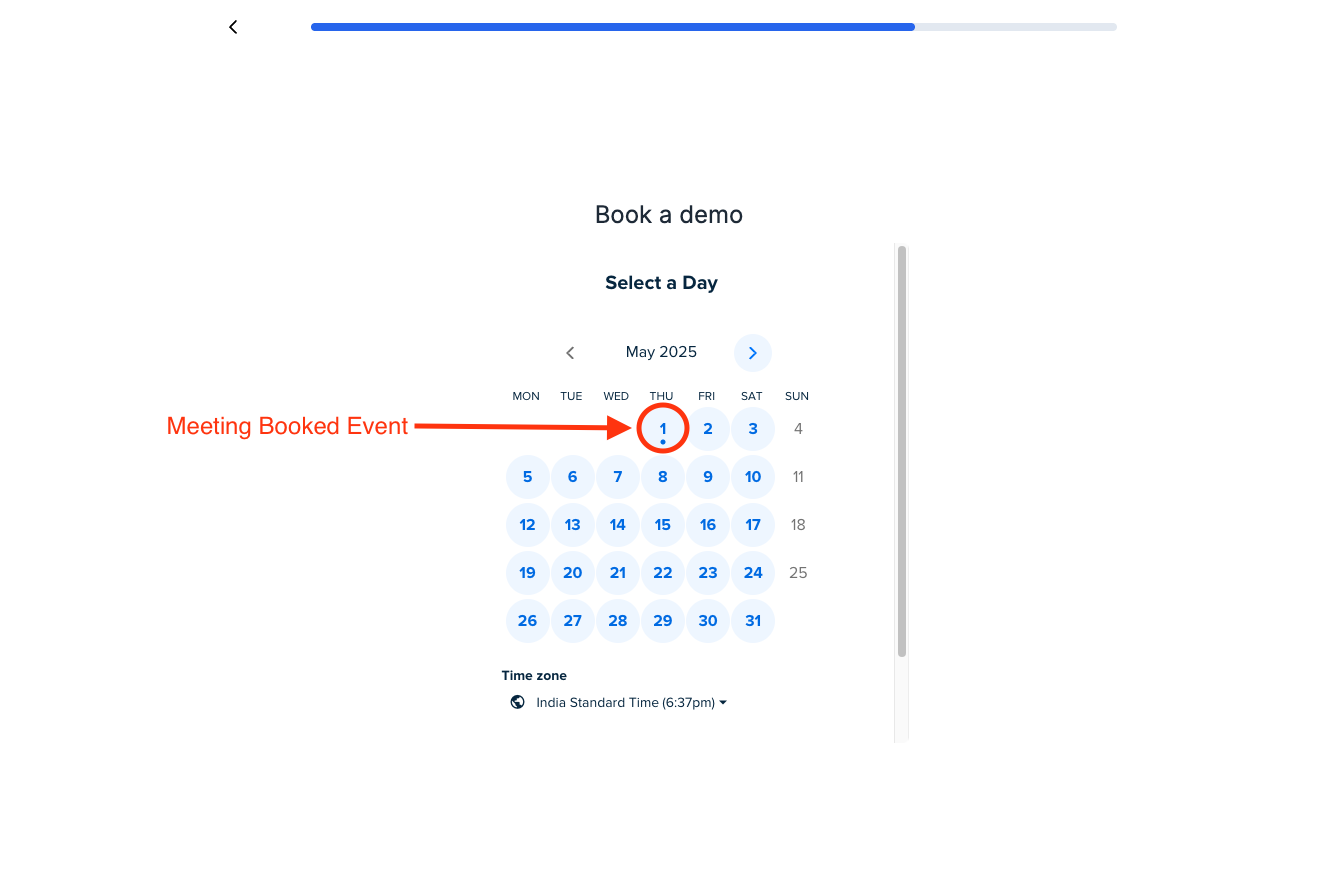 Book a demo
Select a Day
May 2025
MON TUE WED THU FRI SAT SUN
Meeting Booked Event
1 2 3 4
5 6 7 8 9 10 11
12 13 14 15 16 17 18
19 20 21 22 23 24 25
26 27 28 29 30 31
Time zone
India Standard Time (6:37pm)